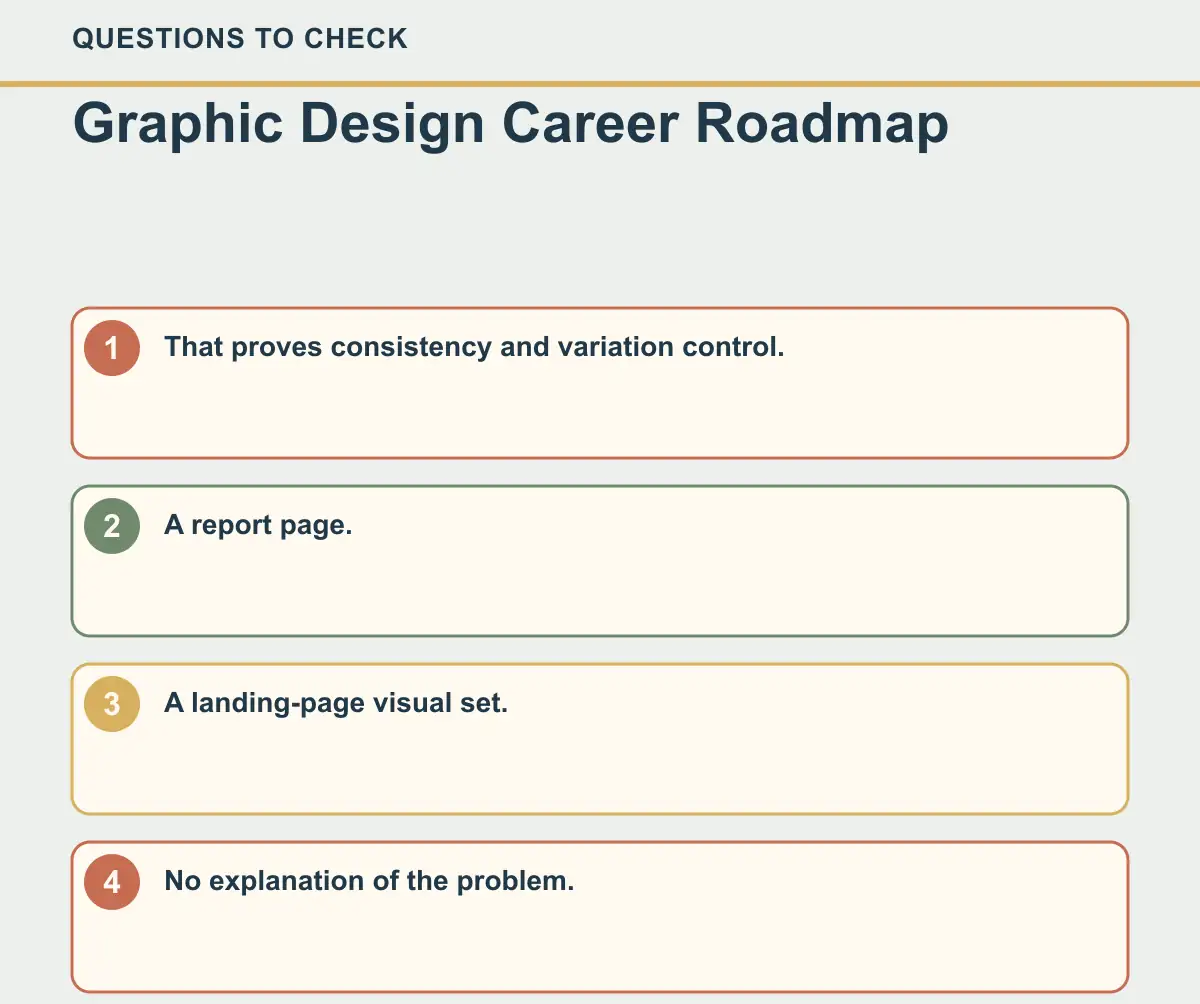 QUESTIONS TO CHECK
Graphic Design Career Roadmap
1 That proves consistency and variation control.
2 A report page.
3 A landing-page visual set.
4 No explanation of the problem.